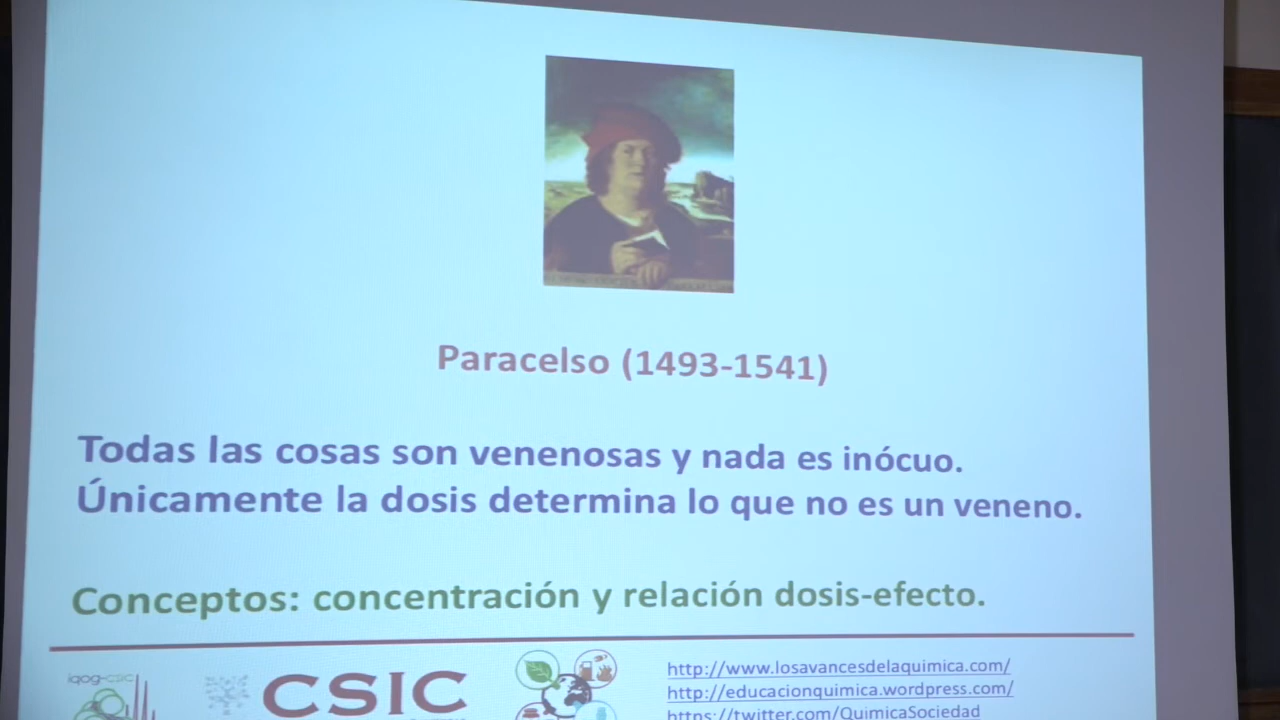 Paracelso (1493-1541)
Todas las cosas son venenosas y nada es inócuo.
Únicamente la dosis determina lo que no es un veneno.
Conceptos: concentración y relación dosis-efecto.
iqog-csic
CSIC
http://www.losavancesdelaquimica.com/
http://educacionquimica.wordpress.com/
https://twitter.com/QuimicaSociedad